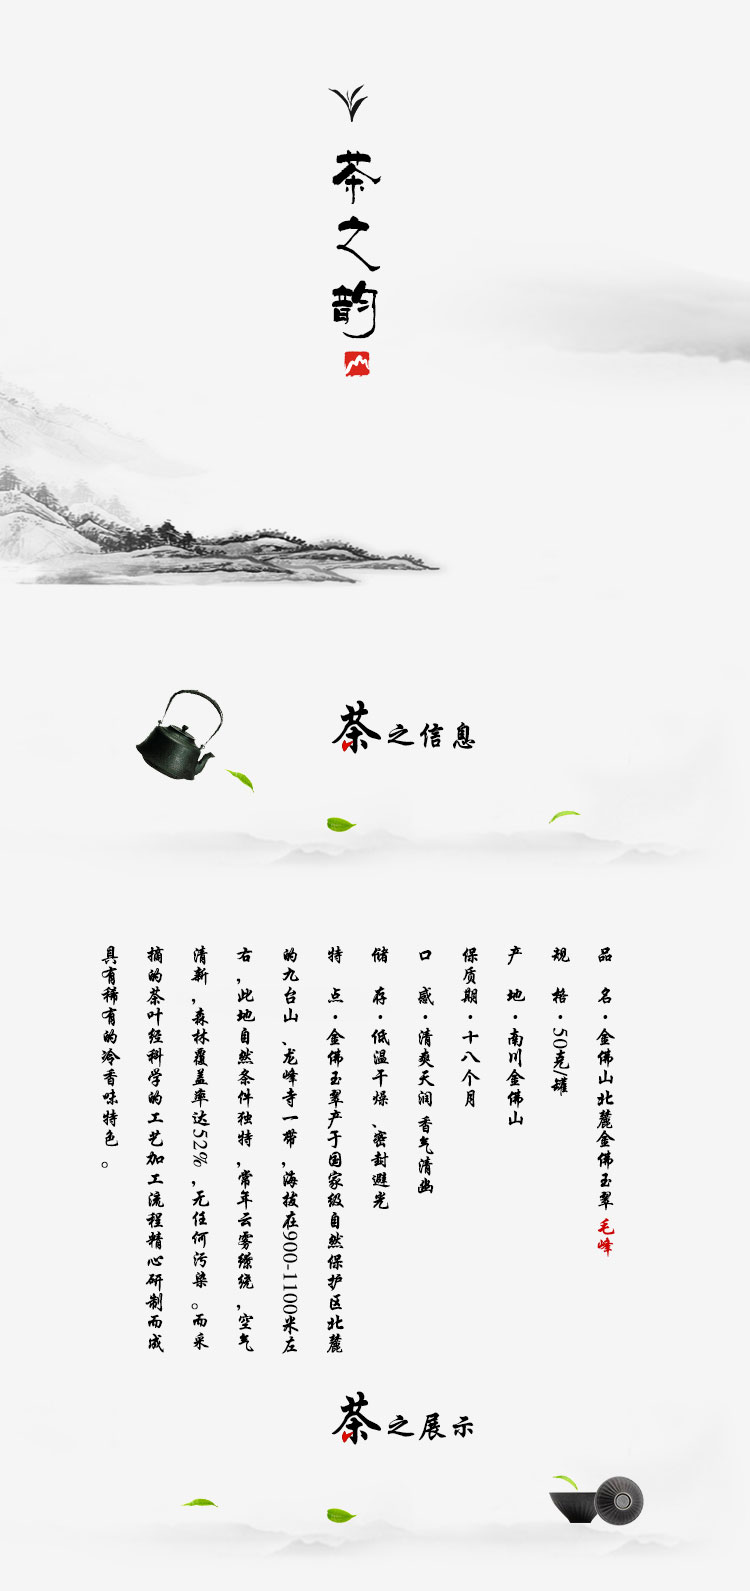 茶之韵
茶之信息
品 名·金佛山北麓金佛玉翠 毛峰
规 格·50克/罐
产 地·南川金佛山
保质期·十八个月
口 感·清爽天润 香气清幽
储 存·低温干燥、密封避光
特 点·金佛玉翠产于国家级自然保护区北麓
的九台山、龙峰寺一带，海拔在900-1100米左
右，此地自然条件独特，常年云雾缭绕，空气
清新，森林覆盖率达52%，无任何污染。而采
摘的茶叶经科学的工艺加工流程精心研制而成
具有稀有的冷香味特色。
茶之展示